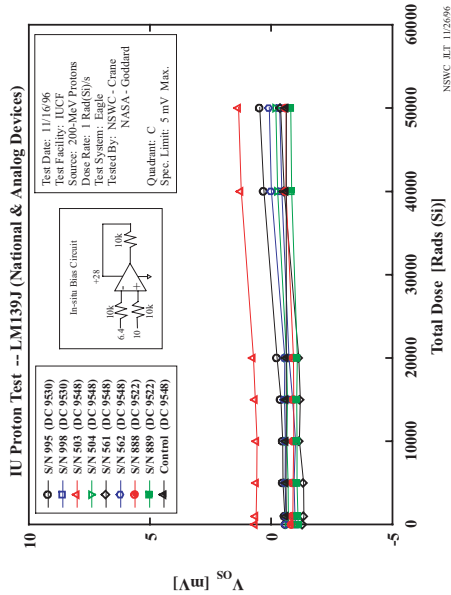 IU Proton Test -- LM139J (National & Analog Devices)
S/N 995 (DC 9530)
S/N 998 (DC 9530)
S/N 503 (DC 9548)
S/N 504 (DC 9548)
S/N 561 (DC 9548)
S/N 562 (DC 9548)
S/N 888 (DC 9522)
S/N 889 (DC 9522)
Control (DC 9548)
In-situ Bias Circuit
+28
10k
6.4
10k
10
10k
-
+
Test Date: 11/16/96
Test Facility: IUCF
Source: 200-MeV Protons
Dose Rate: 1 Rad(Si)/s
Test System: Eagle
Tested By: NSWC - Crane
NASA - Goddard
Quadrant: C
Spec. Limit: 5 mV Max.
VOS [mV]
10
5
0
-5
0
10000
20000
30000
40000
50000
60000
Total Dose [Rads (Si)]
NSWC JLT 11/26/96